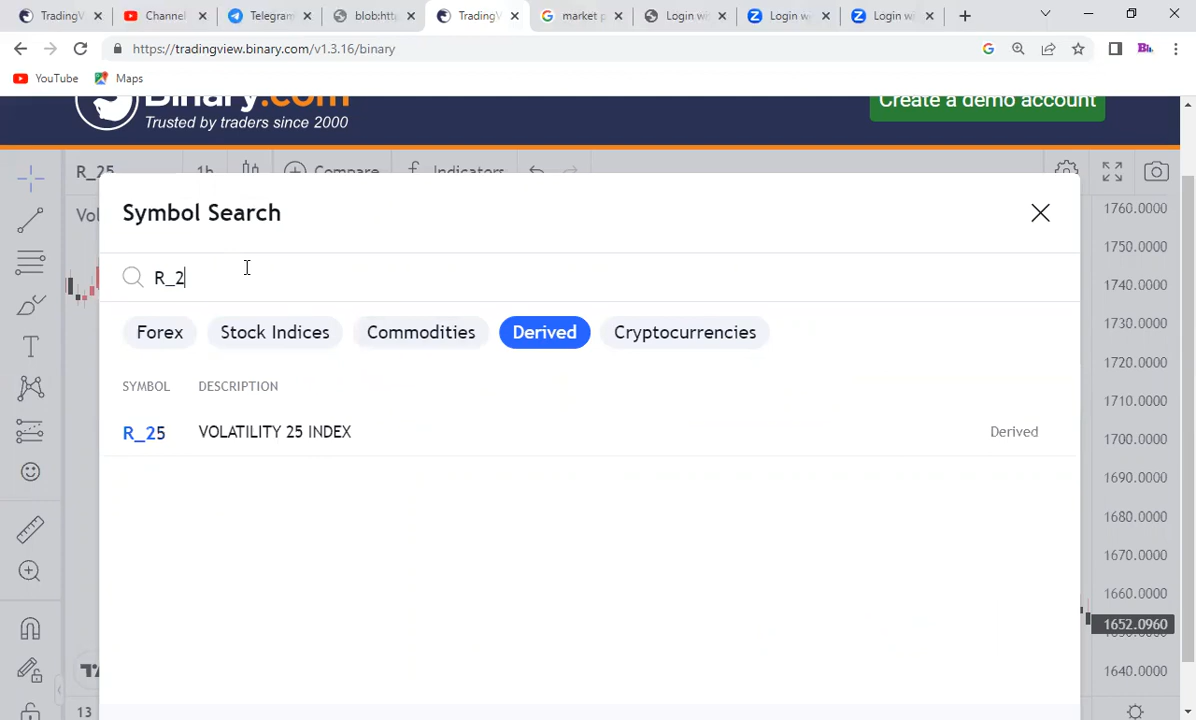 TradingV
Channel
Telegram
blob:htt
TradingV
market p
Login w
Login w
Login w
https://tradingview.binary.com/v1.3.16/binary
YouTube
Maps
Binary.com
Trusted by traders since 2000
Create a demo account
R_25
1h
Compare
Indicators
Vol
Symbol Search
R_2
Forex
Stock Indices
Commodities
Derived
Cryptocurrencies
SYMBOL
DESCRIPTION
R_25
VOLATILITY 25 INDEX
Derived
1760.0000
1750.0000
1740.0000
1730.0000
1720.0000
1710.0000
1700.0000
1690.0000
1680.0000
1670.0000
1660.0000
1652.0960
1640.0000
13